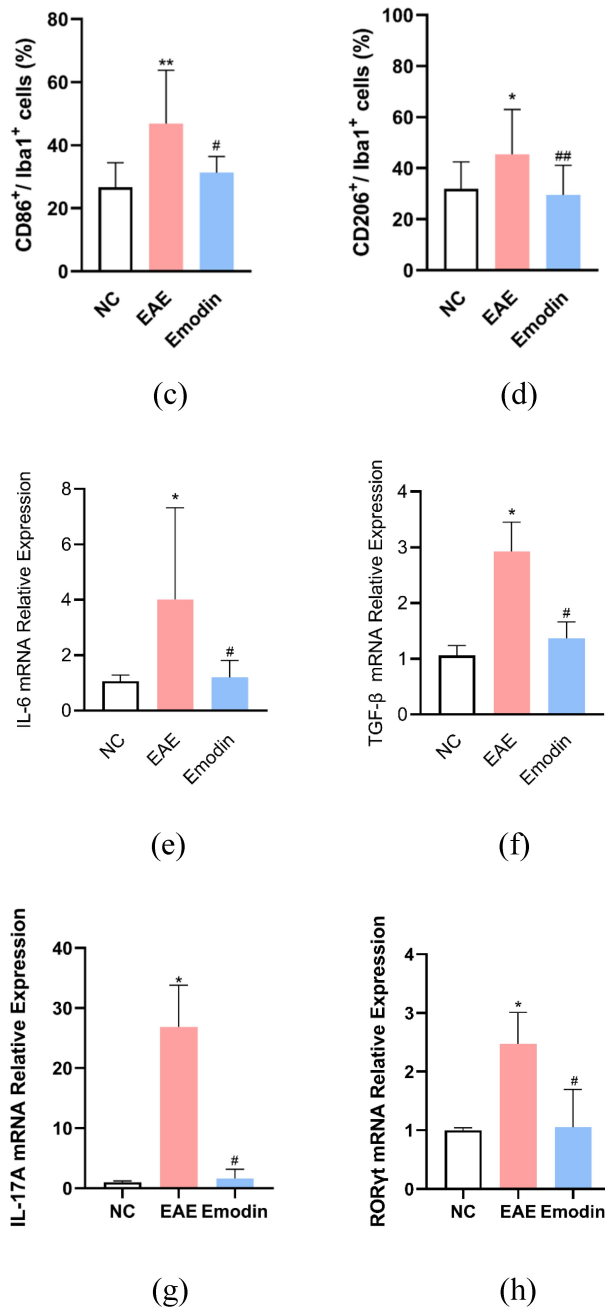 CD86+/ Iba1+ cells (%)
80
60
40
20
0
**
#
NC
EAE
Emodin
(c)
CD206+/ Iba1+ cells (%)
100
80
60
40
20
0
*
##
NC
EAE
Emodin
(d)
IL-6 mRNA Relative Expression
8
6
4
2
0
*
#
NC
EAE
Emodin
(e)
TGF-β mRNA Relative Expression
4
3
2
1
0
*
#
NC
EAE
Emodin
(f)
IL-17A mRNA Relative Expression
40
30
20
10
0
*
#
NC EAE Emodin
(g)
RORγt mRNA Relative Expression
4
3
2
1
0
*
#
NC EAE Emodin
(h)